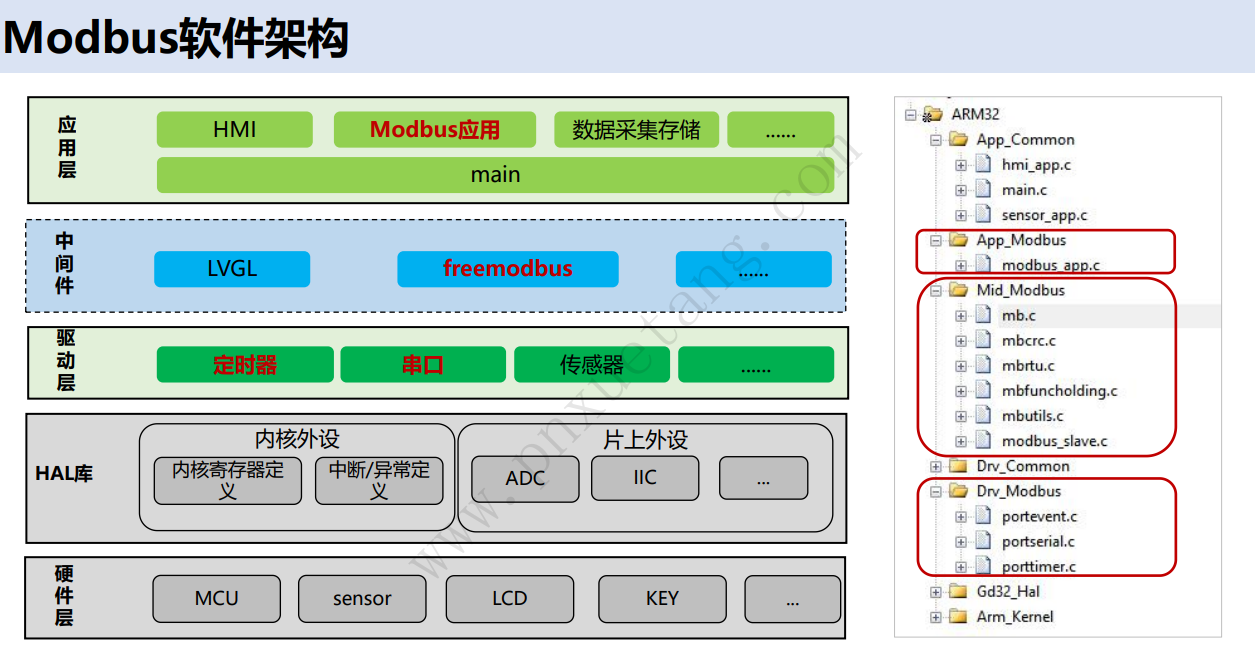 Modbus软件架构
应用层
HMI
Modbus应用
数据采集存储
......
main
中间件
LVGL
freemodbus
......
驱动层
定时器
串口
传感器
......
HAL库
内核外设
内核寄存器定
义
中断/异常定
义
片上外设
ADC
IIC
...
硬件层
MCU
sensor
LCD
KEY
...
ARM32
App_Common
hmi_app.c
main.c
sensor_app.c
App_Modbus
modbus_app.c
Mid_Modbus
mb.c
mbcrc.c
mbrtu.c
mbfuncholding.c
mbutils.c
modbus_slave.c
Drv_Common
Drv_Modbus
portevent.c
portserial.c
porttimer.c
Gd32_Hal
Arm_Kernel
www.pnxuetang.com